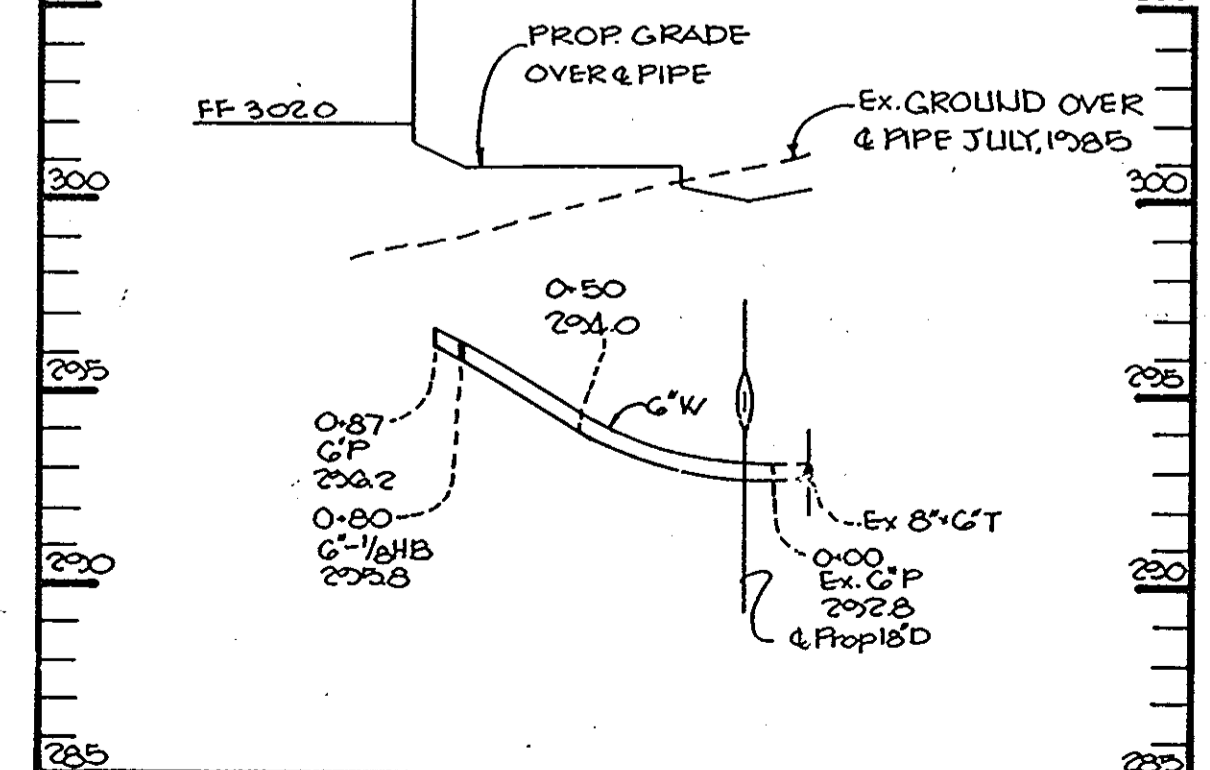 PROP. GRADE
OVER ℄ PIPE
FF 302.0
Ex. GROUND OVER
℄ PIPE JULY, 1985
300
300
0+50
294.0
295
295
6"W
0+87
6"P
296.2
0+80
6"-1/8HB
295.8
Ex 8"x6"T
290
290
0+00
Ex. 6"P
292.8
℄ Prop 18"D
285
285